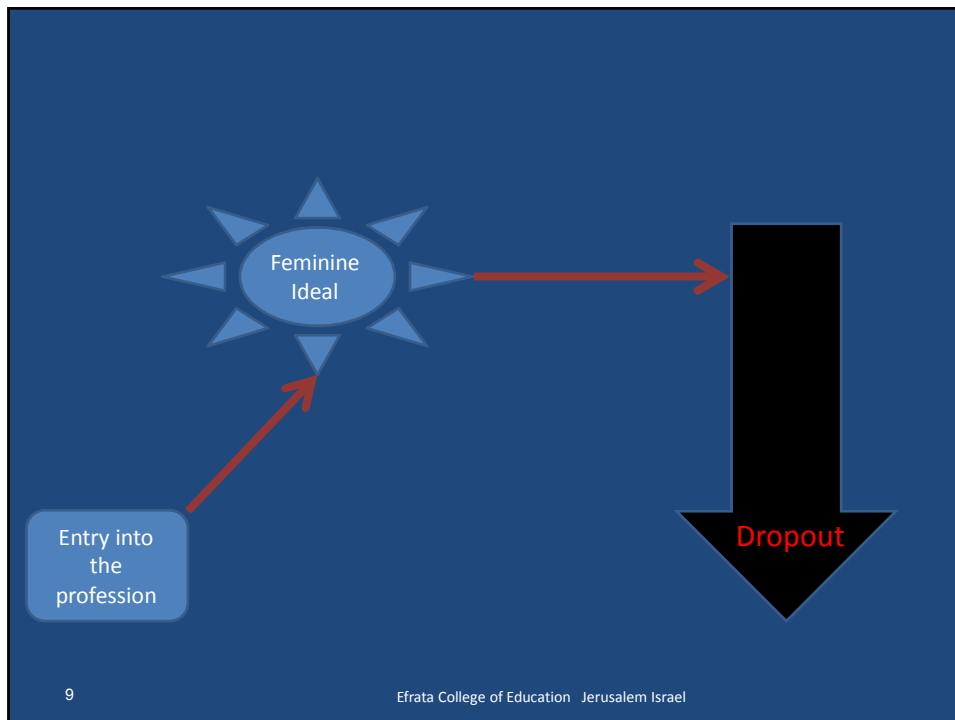 Feminine
Ideal
Entry into
the
profession
Dropout
9
Efrata College of Education Jerusalem Israel